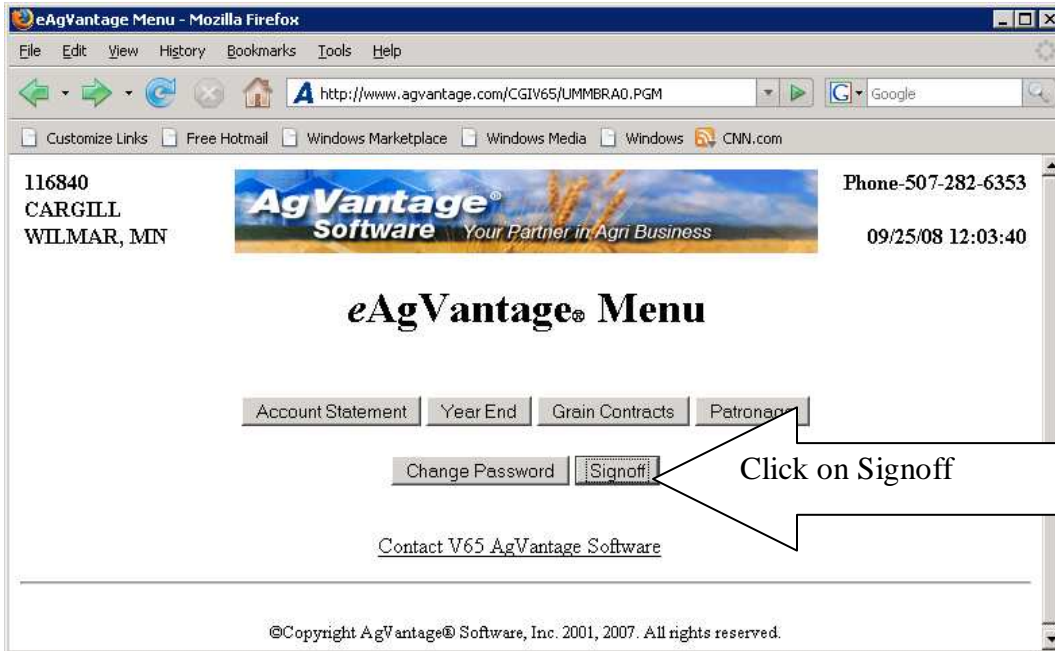 eAgVantage Menu - Mozilla Firefox
File Edit View History Bookmarks Tools Help
http://www.agvantage.com/CGIV65/UMMBRA0.PGM G Google
Customize Links Free Hotmail Windows Marketplace Windows Media Windows CNN.com
116840
CARGILL
WILMAR, MN
AgVantage®
Software Your Partner in Agri Business
Phone-507-282-6353
09/25/08 12:03:40
eAgVantage® Menu
Account Statement Year End Grain Contracts Patronage
Change Password Signoff
Click on Signoff
Contact V65 AgVantage Software
©Copyright AgVantage® Software, Inc. 2001, 2007. All rights reserved.